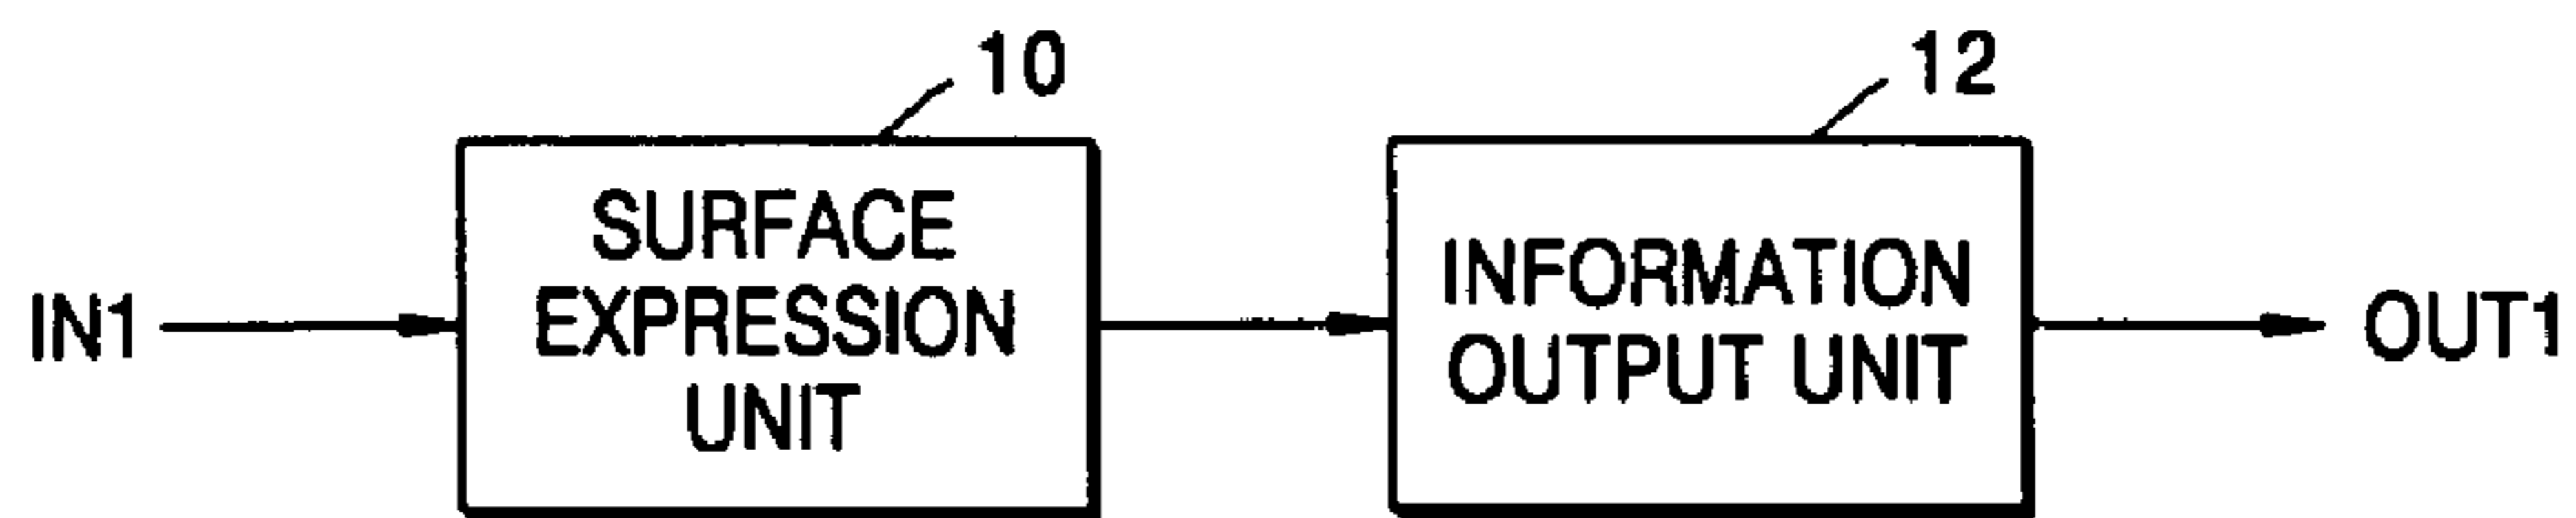 10
12
IN1
SURFACE
EXPRESSION
UNIT
INFORMATION
OUTPUT UNIT
OUT1